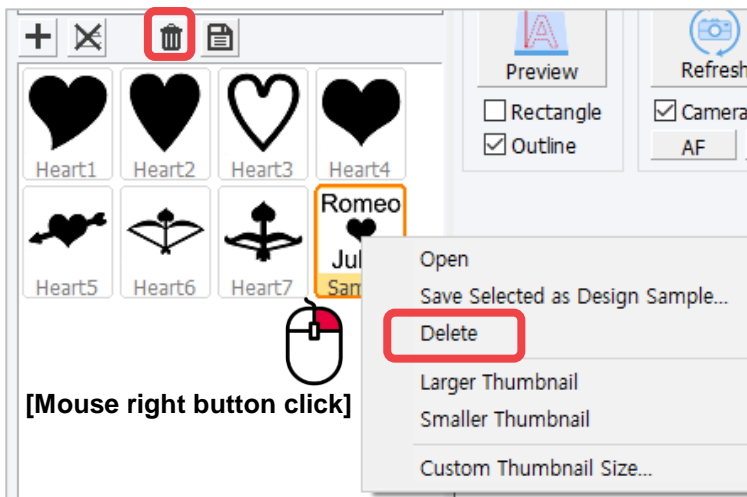 Preview
Refresh
Rectangle
Camera
Outline
AF
Heart1 Heart2 Heart3 Heart4
Romeo
Heart5 Heart6 Heart7
Open
Save Selected as Design Sample...
Delete
Larger Thumbnail
Smaller Thumbnail
Custom Thumbnail Size...
[Mouse right button click]